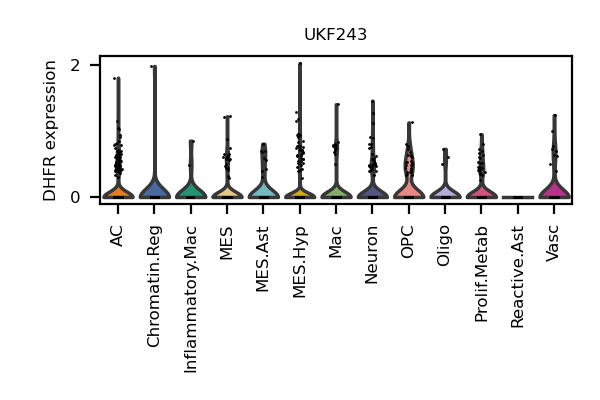 UKF243
DHFR expression
2
0
AC
Chromatin.Reg
Inflammatory.Mac
MES
MES.Ast
MES.Hyp
Mac
Neuron
OPC
Oligo
Prolif.Metab
Reactive.Ast
Vasc